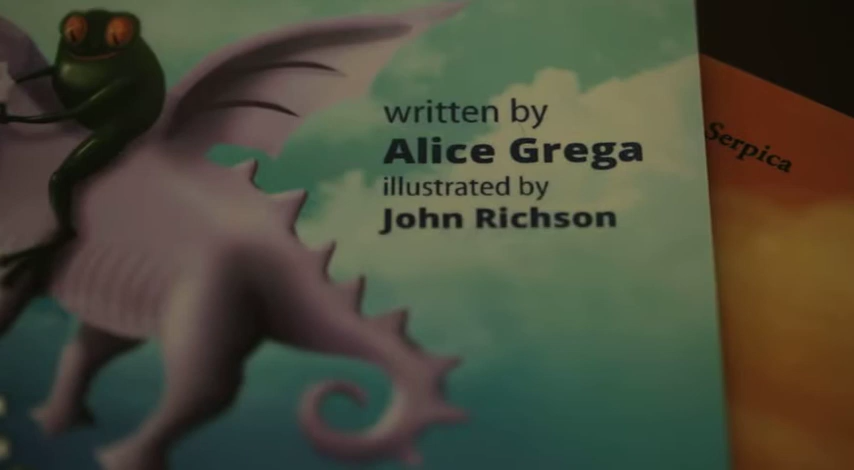 written by
Alice Grega
illustrated by
John Richson
Serpica